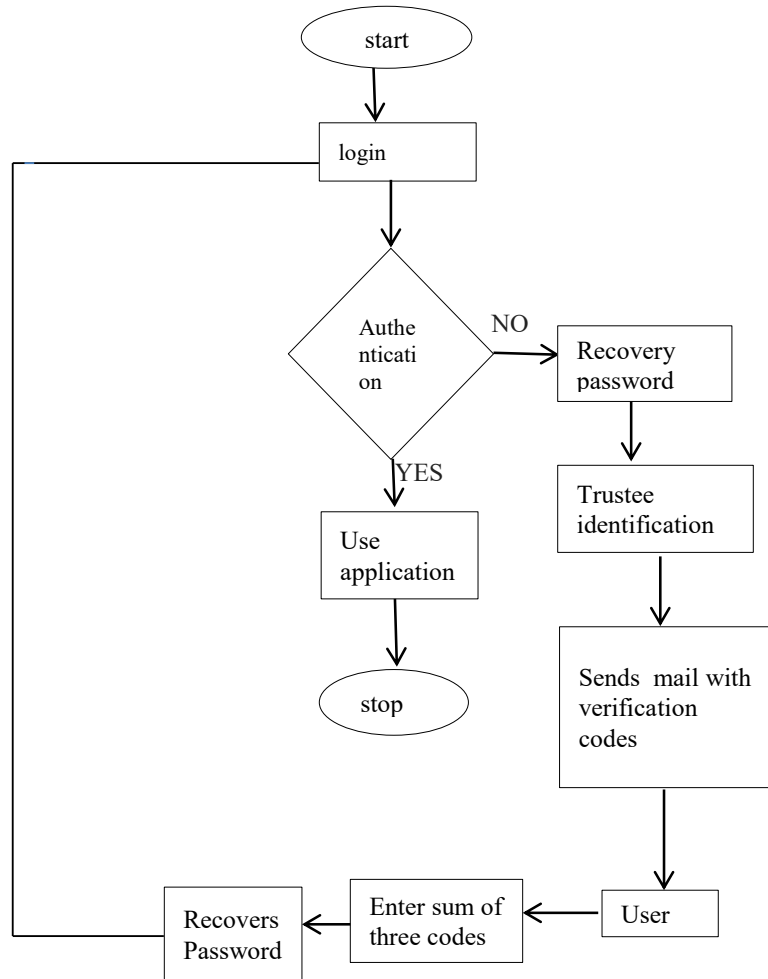 start
login
Authe
nticati
on
NO
Recovery
password
YES
Trustee
identification
Use
application
Sends  mail with
verification
codes
stop
User
Enter sum of
three codes
Recovers
Password